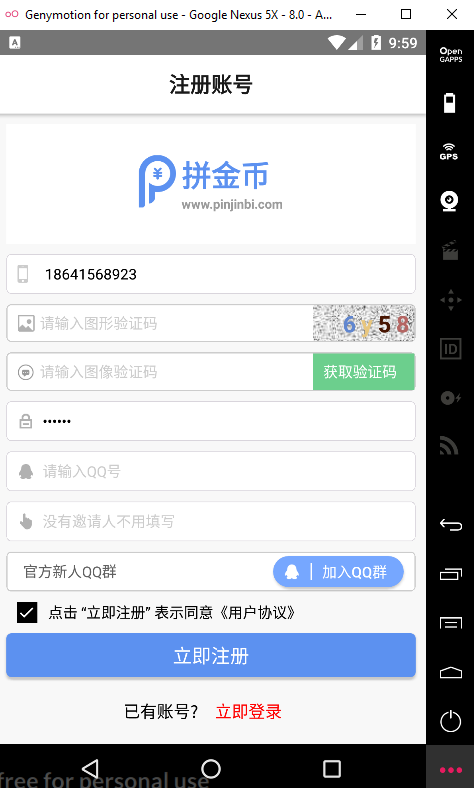 Genymotion for personal use - Google Nexus 5X - 8.0 - A...
A 9:59
Open
GAPPS
注册账号
GPS
拼金币
www.pinjinbi.com
18641568923
请输入图形验证码 6y58
ID
请输入图像验证码 获取验证码
••••••
请输入QQ号
没有邀请人不用填写
官方新人QQ群 加入QQ群
点击 “立即注册” 表示同意《用户协议》
立即注册
已有账号? 立即登录
free for personal use